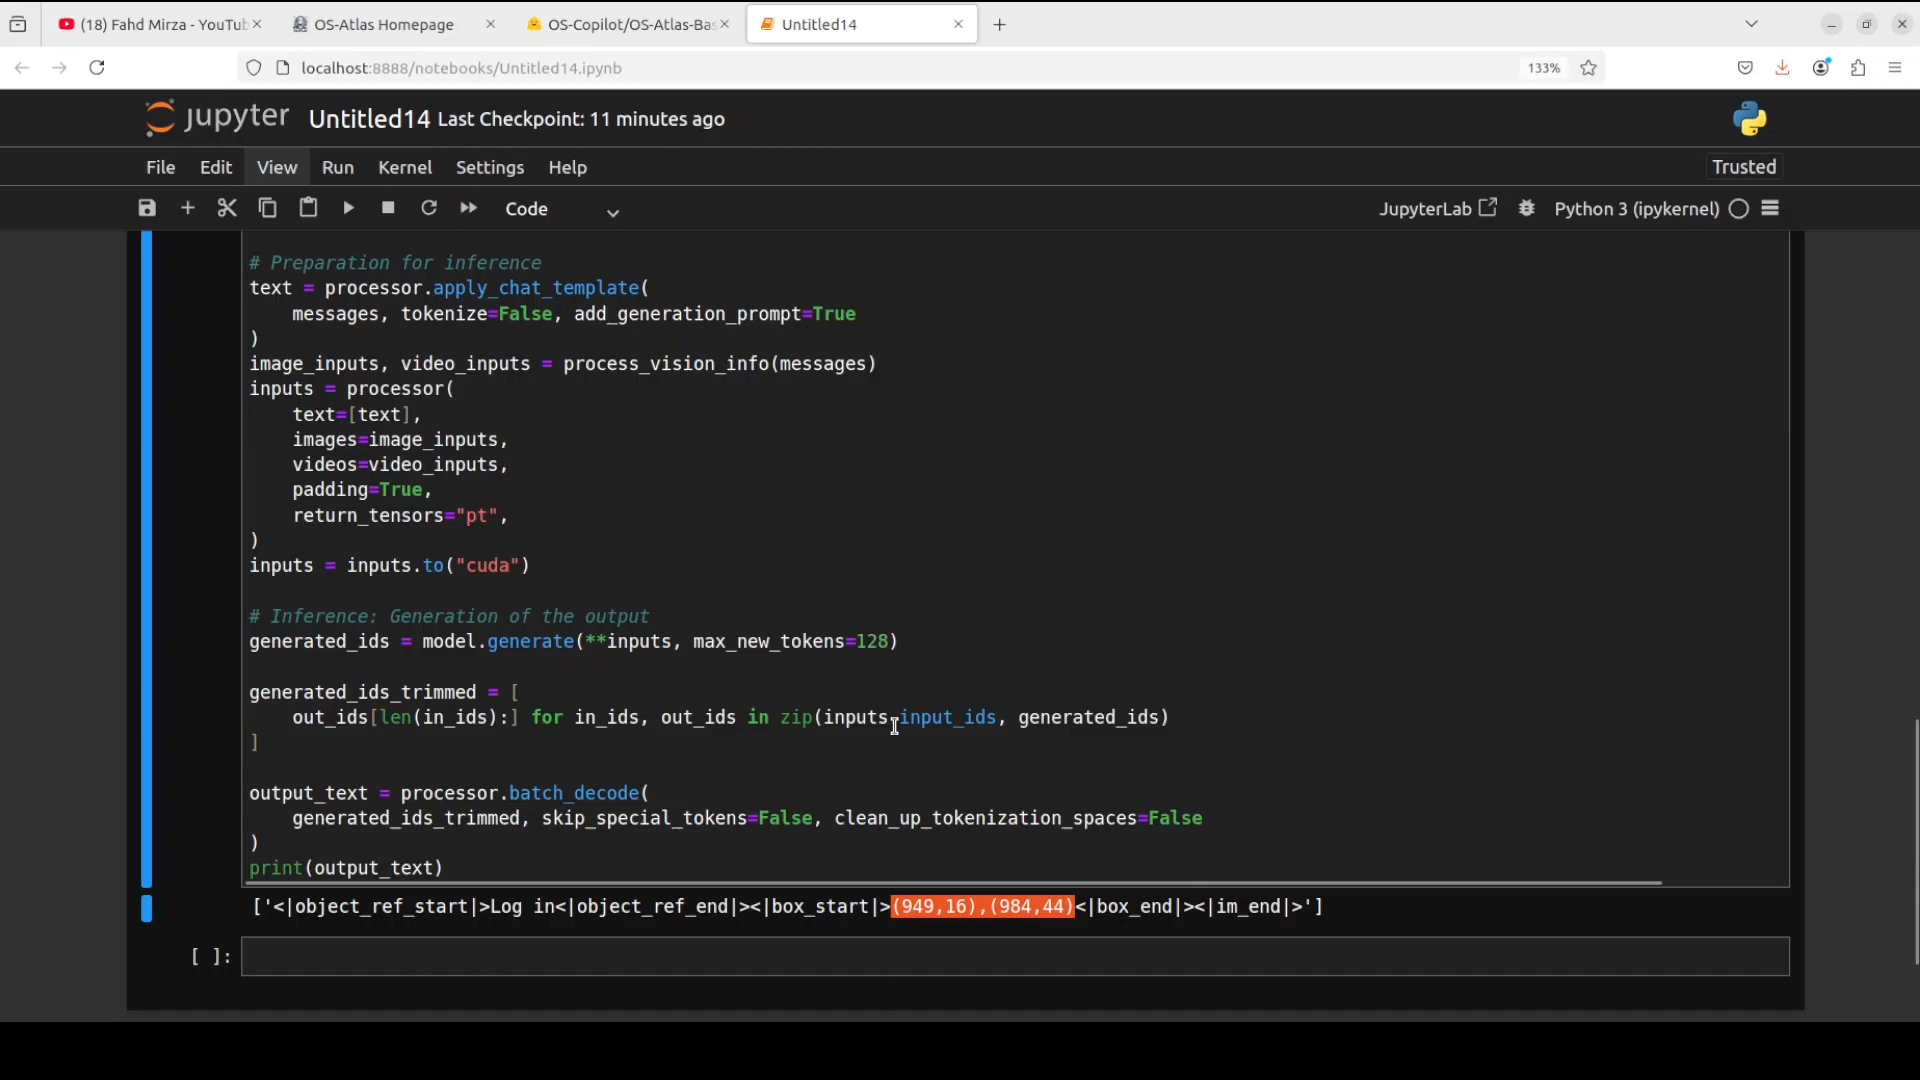 (18) Fahd Mirza - YouTub
OS-Atlas Homepage
OS-Copilot/OS-Atlas-Bas
Untitled14
localhost:8888/notebooks/Untitled14.ipynb
133%
jupyter Untitled14 Last Checkpoint: 11 minutes ago
File Edit View Run Kernel Settings Help
Trusted
Code
JupyterLab
Python 3 (ipykernel)
# Preparation for inference
text = processor.apply_chat_template(
    messages, tokenize=False, add_generation_prompt=True
)
image_inputs, video_inputs = process_vision_info(messages)
inputs = processor(
    text=[text],
    images=image_inputs,
    videos=video_inputs,
    padding=True,
    return_tensors="pt",
)
inputs = inputs.to("cuda")
# Inference: Generation of the output
generated_ids = model.generate(**inputs, max_new_tokens=128)
generated_ids_trimmed = [
    out_ids[len(in_ids):] for in_ids, out_ids in zip(inputs.input_ids, generated_ids)
]
output_text = processor.batch_decode(
    generated_ids_trimmed, skip_special_tokens=False, clean_up_tokenization_spaces=False
)
print(output_text)
['<|object_ref_start|>Log in<|object_ref_end|><|box_start|>(949,16),(984,44)<|box_end|><|im_end|>']
[ ]: